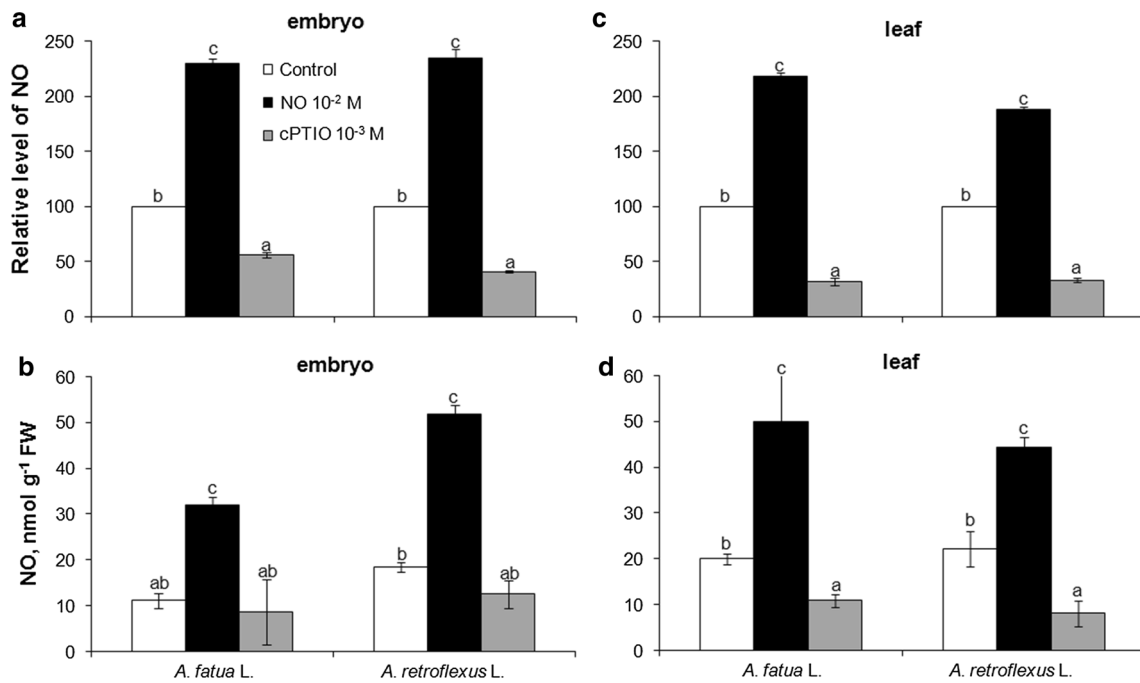 a
embryo
Relative level of NO
250
200
150
100
50
0
c
c
b
b
a
a
Control
NO 10⁻² M
cPTIO 10⁻³ M
c
leaf
250
200
150
100
50
0
c
c
b
b
a
a
b
embryo
NO, nmol g⁻¹ FW
60
50
40
30
20
10
0
ab
c
ab
b
c
ab
A. fatua L.
A. retroflexus L.
d
leaf
60
50
40
30
20
10
0
b
c
a
b
c
a
A. fatua L.
A. retroflexus L.